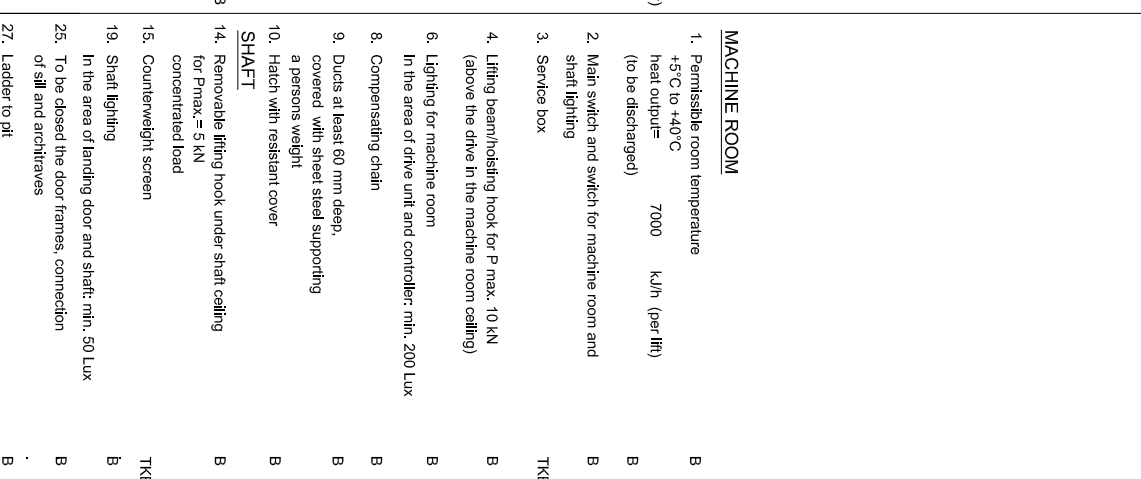 MACHINE ROOM
1. Permissible room temperature B
+5°C to +40°C
heat output= 7000 kJ/h (per lift)
(to be discharged) B
2. Main switch and switch for machine room and B
shaft lighting
3. Service box
4. Lifting beam/hoisting hook for P max. 10 kN B
(above the drive in the machine room ceiling)
6. Lighting for machine room B
In the area of drive unit and controller: min. 200 Lux
8. Compensating chain B
9. Ducts at least 60 mm deep, B
covered with sheet steel supporting
a persons weight
10. Hatch with resistant cover B
SHAFT
14. Removable lifting hook under shaft ceiling B
for Pmax.= 5 kN
concentrated load
15. Counterweight screen
19. Shaft lighting B
In the area of landing door and shaft: min. 50 Lux
25. To be closed the door frames, connection B
of sill and architraves
27. Ladder to pit B